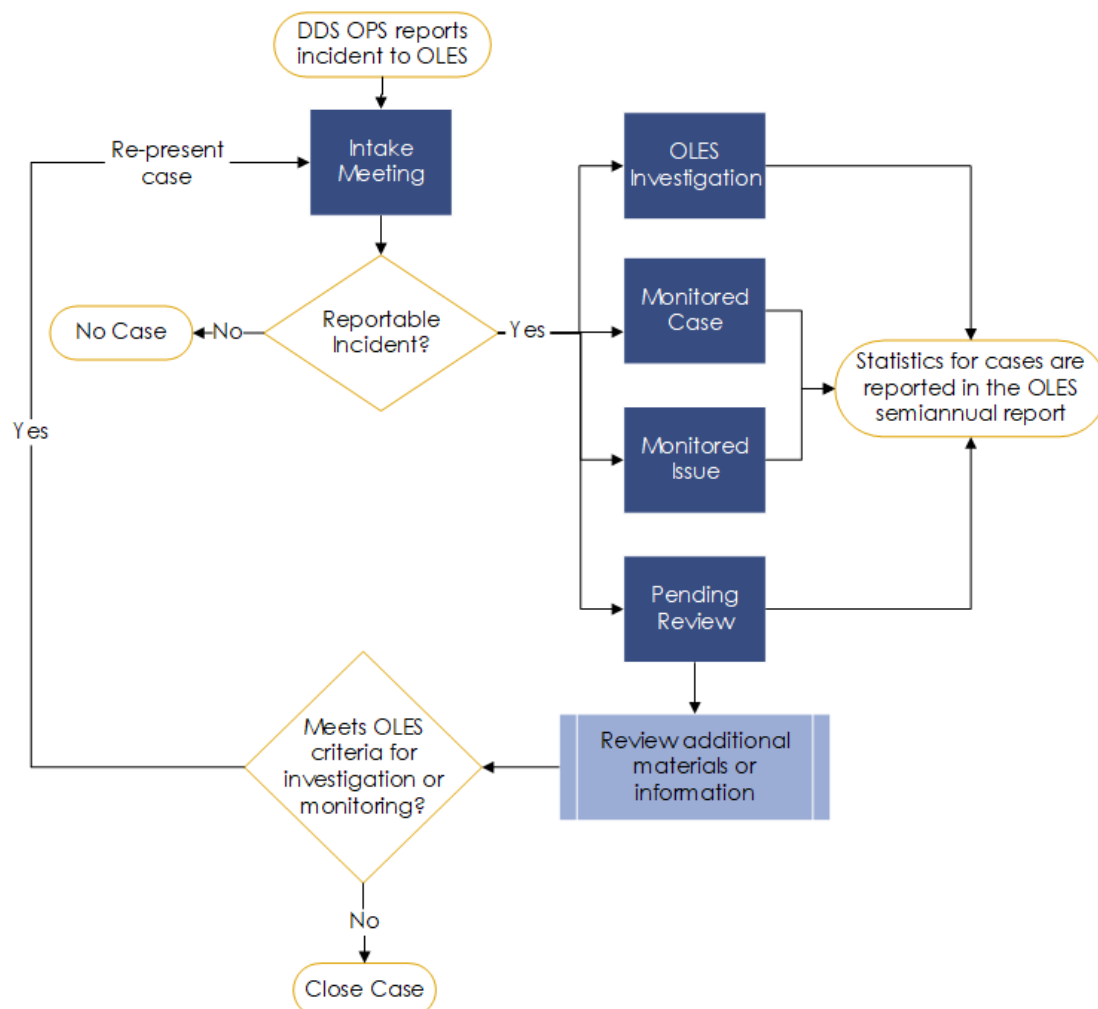 DDS OPS reports
incident to OLES
Re-present
case
Intake
Meeting
OLES
Investigation
Reportable
Incident?
No
No Case
Yes
Monitored
Case
Statistics for cases are
reported in the OLES
semiannual report
Monitored
Issue
Yes
Pending
Review
Review additional
materials or
information
Meets OLES
criteria for
investigation or
monitoring?
No
Close Case